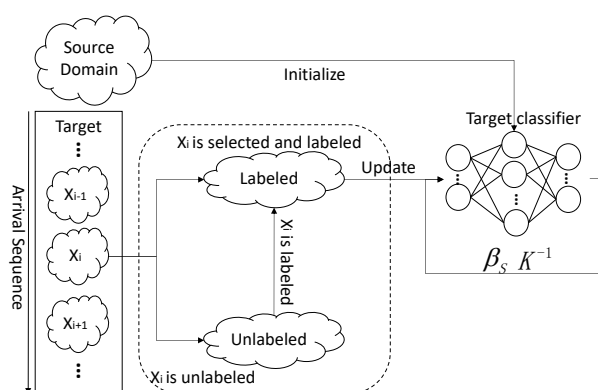 Source
Domain
Initialize
Target
Target classifier
Xi is selected and labeled
Labeled
Update
Xi-1
Arrival Sequence
Xi
Xi is labeled
βS K⁻¹
Xi+1
Unlabeled
Xi is unlabeled